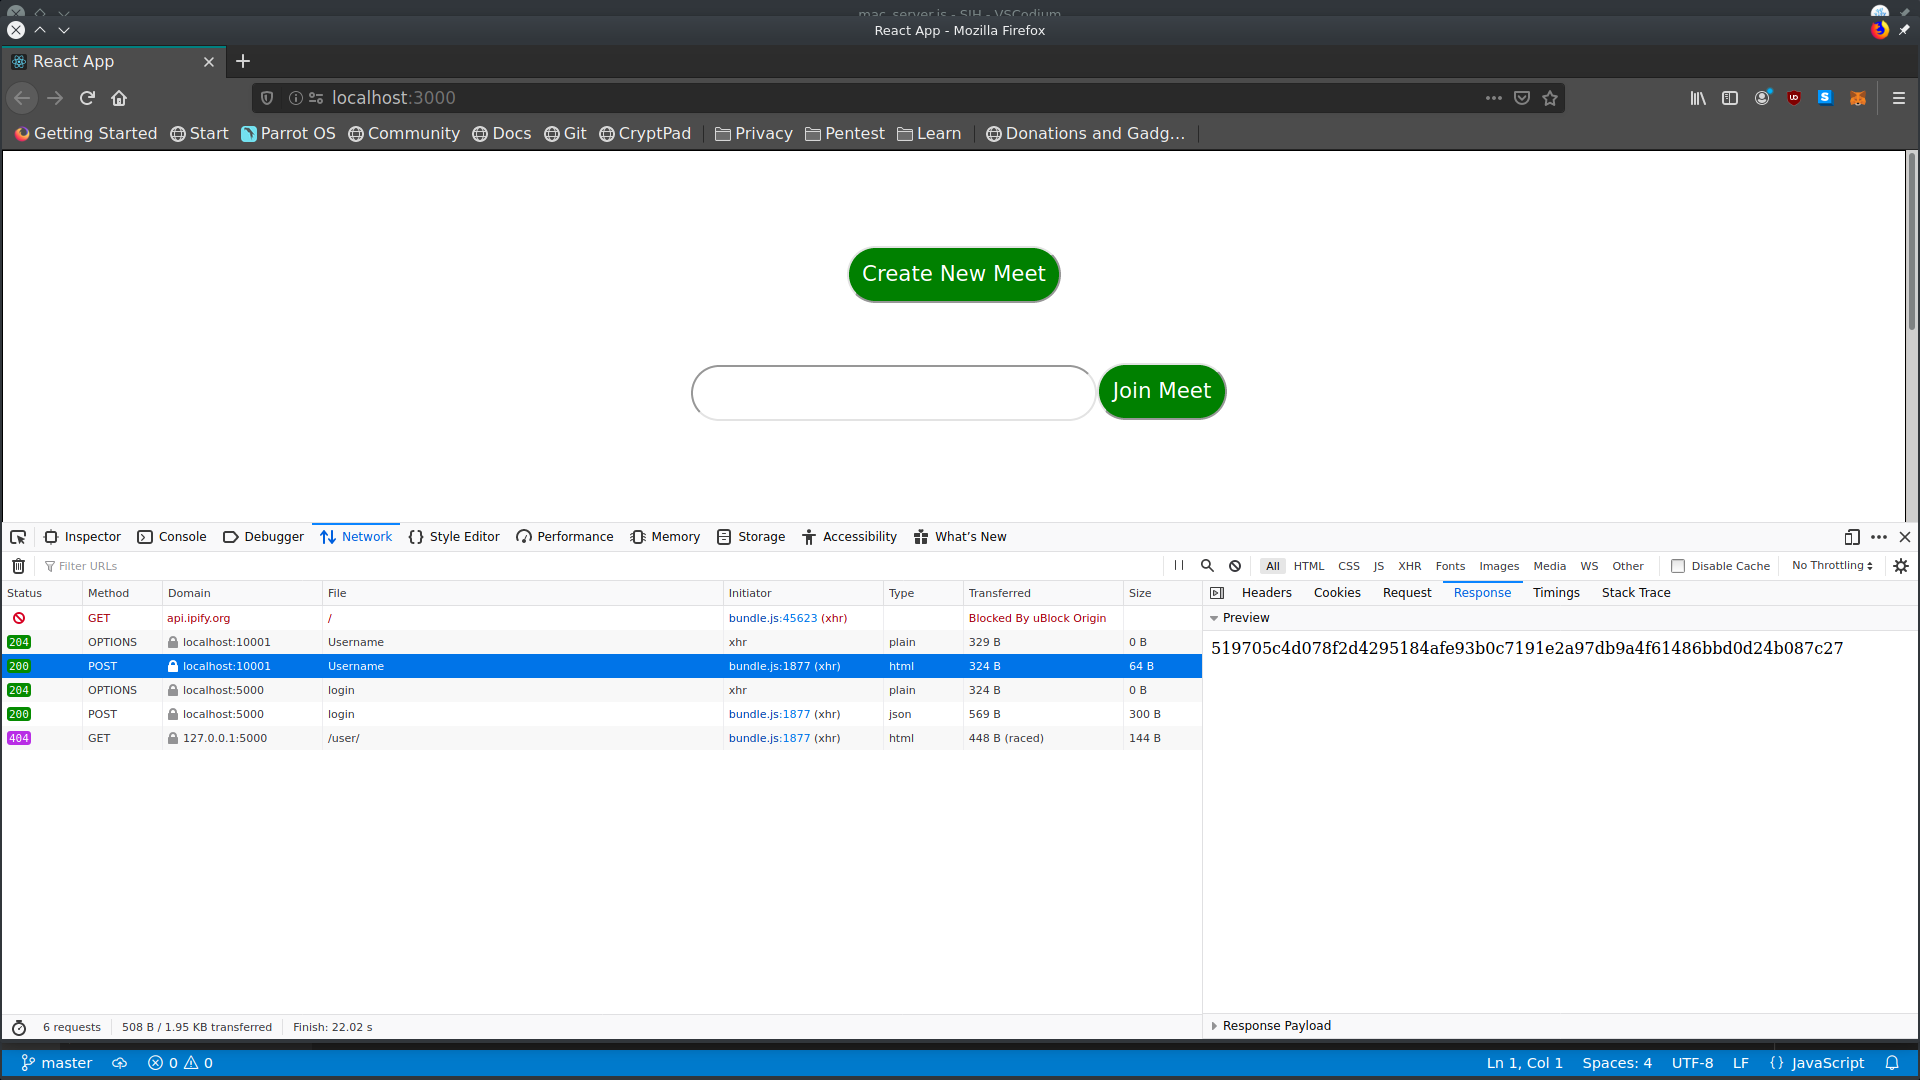 mac_server.js - SIH - VSCodium
React App - Mozilla Firefox
React App
localhost:3000
Getting Started Start Parrot OS Community Docs Git CryptPad Privacy Pentest Learn Donations and Gadg...
Create New Meet
Join Meet
Inspector Console Debugger Network Style Editor Performance Memory Storage Accessibility What's New
Filter URLs All HTML CSS JS XHR Fonts Images Media WS Other Disable Cache No Throttling
Status Method Domain File Initiator Type Transferred Size
GET api.ipify.org / bundle.js:45623 (xhr) Blocked By uBlock Origin
204 OPTIONS localhost:10001 Username xhr plain 329 B 0 B
200 POST localhost:10001 Username bundle.js:1877 (xhr) html 324 B 64 B
204 OPTIONS localhost:5000 login xhr plain 324 B 0 B
200 POST localhost:5000 login bundle.js:1877 (xhr) json 569 B 300 B
404 GET 127.0.0.1:5000 /user/ bundle.js:1877 (xhr) html 448 B (raced) 144 B
Headers Cookies Request Response Timings Stack Trace
Preview
519705c4d078f2d4295184afe93b0c7191e2a97db9a4f61486bbd0d24b087c27
Response Payload
6 requests 508 B / 1.95 KB transferred Finish: 22.02 s
master 0 0 Ln 1, Col 1 Spaces: 4 UTF-8 LF {} JavaScript